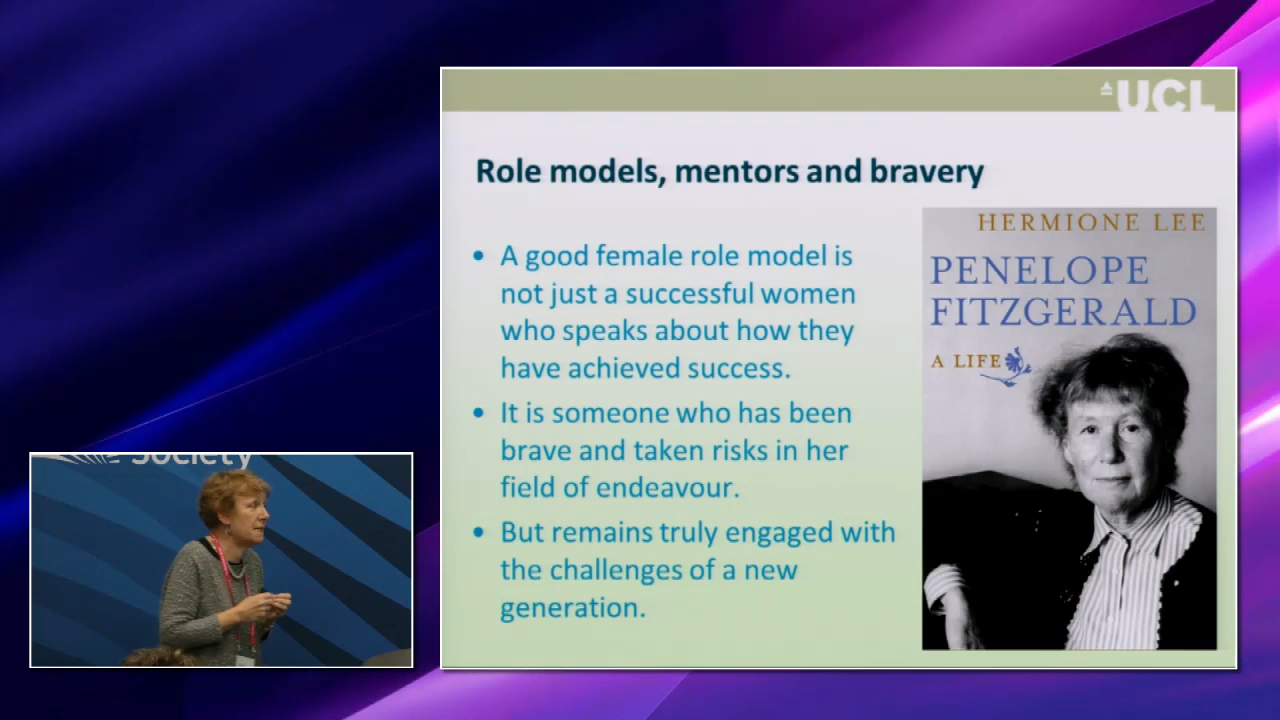 UCL
Role models, mentors and bravery
• A good female role model is
not just a successful women
who speaks about how they
have achieved success.
• It is someone who has been
brave and taken risks in her
field of endeavour.
• But remains truly engaged with
the challenges of a new
generation.
HERMIONE LEE
PENELOPE
FITZGERALD
A LIFE
Society